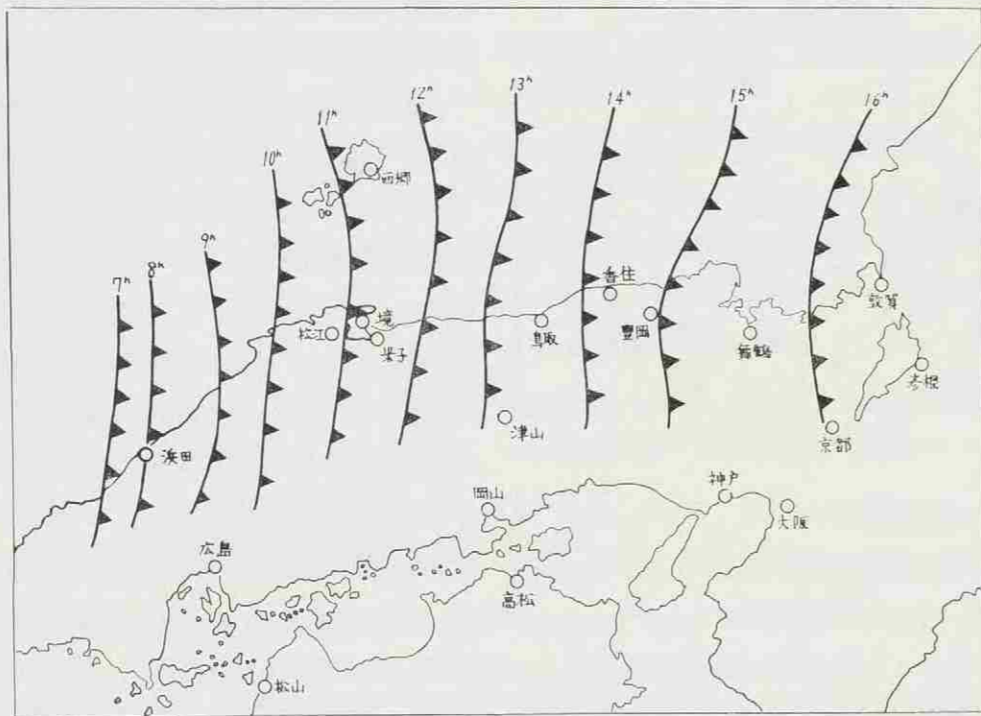 7ʰ
8ʰ
9ʰ
10ʰ
11ʰ
12ʰ
13ʰ
14ʰ
15ʰ
16ʰ
西郷
香住
敦賀
境
松江
米子
鳥取
豊岡
舞鶴
彦根
津山
京都
浜田
神戸
岡山
大阪
広島
高松
松山